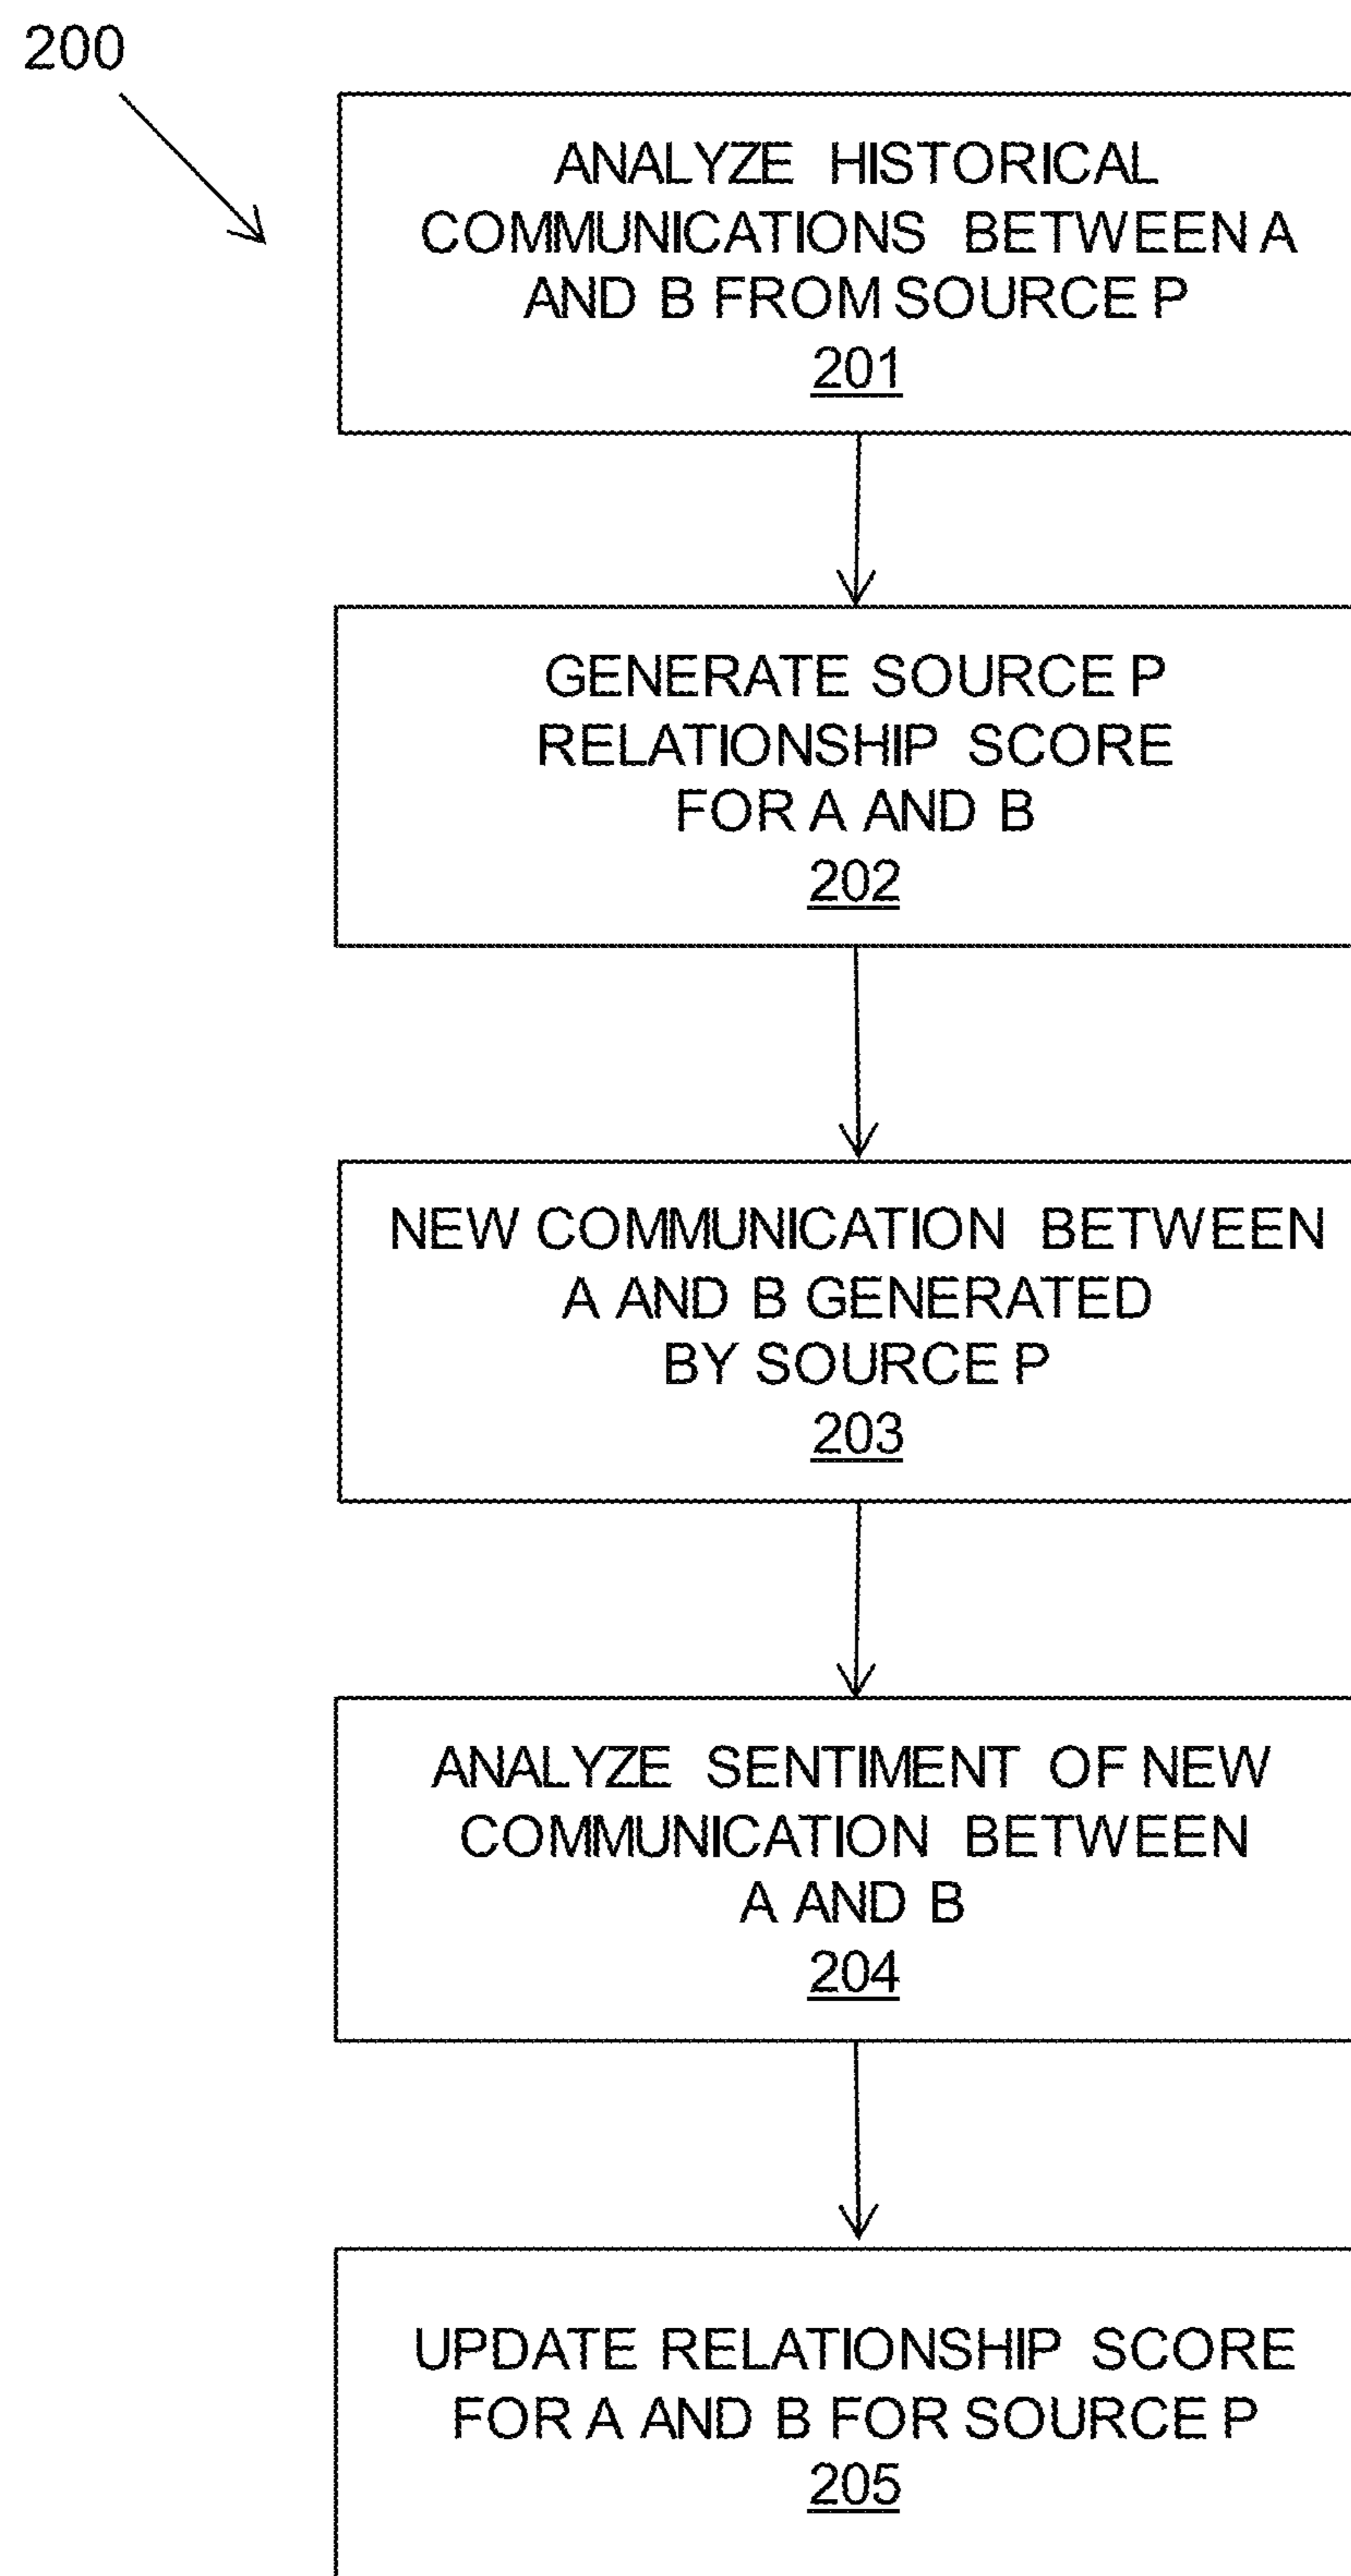 200
ANALYZE HISTORICAL
COMMUNICATIONS BETWEEN A
AND B FROM SOURCE P
201
GENERATE SOURCE P
RELATIONSHIP SCORE
FOR A AND B
202
NEW COMMUNICATION BETWEEN
A AND B GENERATED
BY SOURCE P
203
ANALYZE SENTIMENT OF NEW
COMMUNICATION BETWEEN
A AND B
204
UPDATE RELATIONSHIP SCORE
FOR A AND B FOR SOURCE P
205